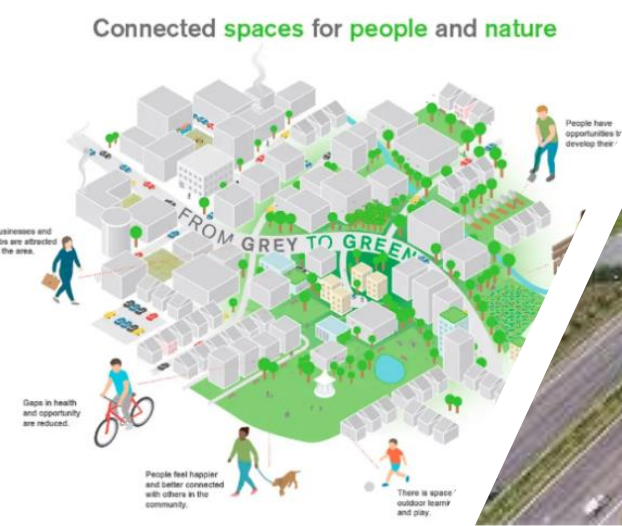 Connected spaces for people and nature
People have
opportunities
develop their
FROM GREY TO GREEN
and
are attracted
the area.
Gaps in health
and opportunity
are reduced.
People feel happier
and better connected
with others in the
community.
There is space
outdoor
and play.